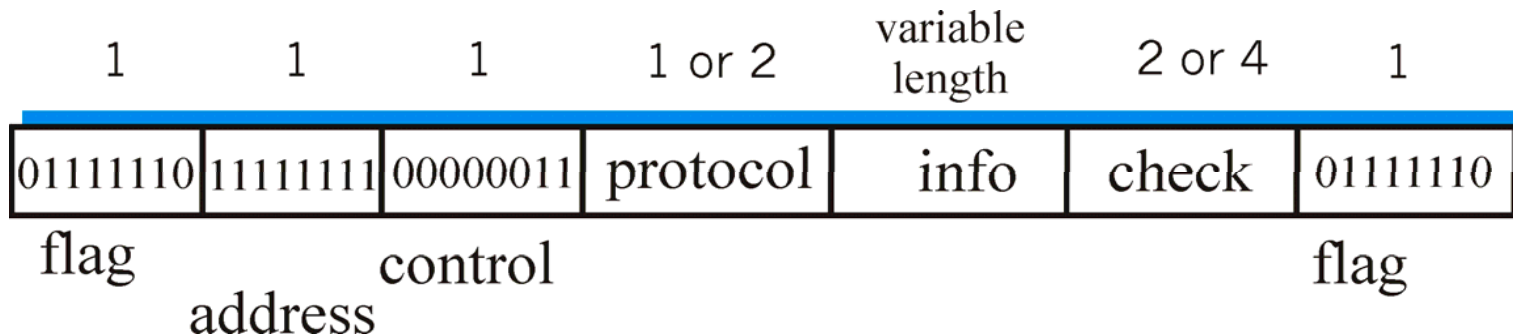 variable
1 1 1 1 or 2 length 2 or 4 1
01111110 11111111 00000011 protocol info check 01111110
flag control flag
address